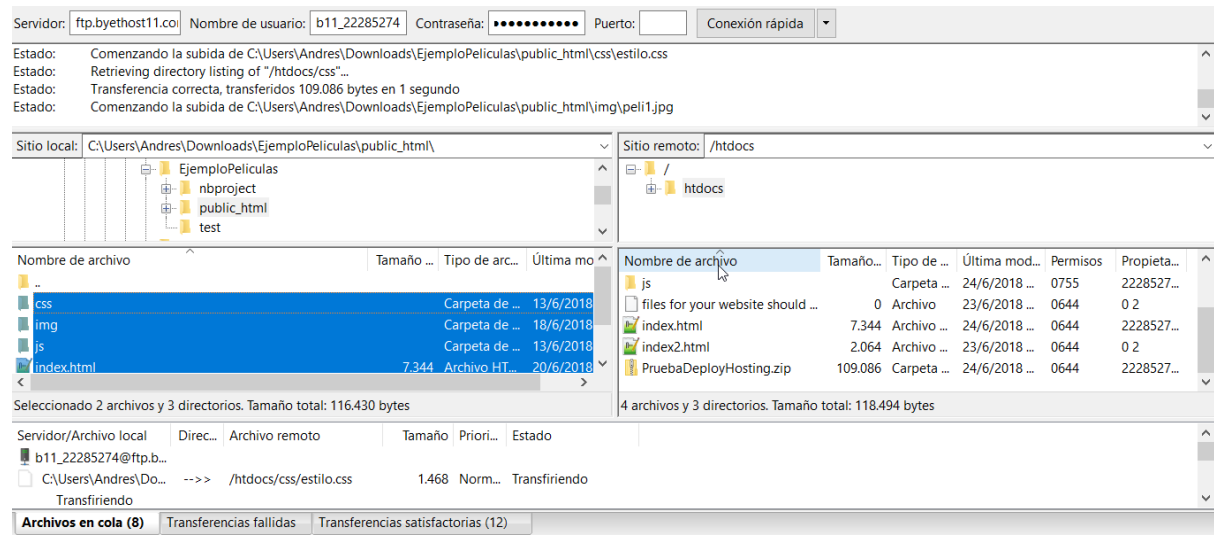 Servidor: ftp.byethost11.coi Nombre de usuario: b11_22285274 Contraseña: ●●●●●●●●●●● Puerto: Conexión rápida
Estado: Comenzando la subida de C:\Users\Andres\Downloads\EjemploPeliculas\public_html\css\estilo.css
Estado: Retrieving directory listing of "/htdocs/css"...
Estado: Transferencia correcta, transferidos 109.086 bytes en 1 segundo
Estado: Comenzando la subida de C:\Users\Andres\Downloads\EjemploPeliculas\public_html\img\peli1.jpg
Sitio local: C:\Users\Andres\Downloads\EjemploPeliculas\public_html\
EjemploPeliculas
nbproject
public_html
test
Sitio remoto: /htdocs
/
htdocs
Nombre de archivo Tamaño ... Tipo de arc... Última mo
..
css Carpeta de ... 13/6/2018
img Carpeta de ... 18/6/2018
js Carpeta de ... 13/6/2018
index.html 7.344 Archivo HT... 20/6/2018
Seleccionado 2 archivos y 3 directorios. Tamaño total: 116.430 bytes
Nombre de archivo Tamaño... Tipo de ... Última mod... Permisos Propieta...
js Carpeta ... 24/6/2018 ... 0755 2228527...
files for your website should ... 0 Archivo 23/6/2018 ... 0644 0 2
index.html 7.344 Archivo ... 24/6/2018 ... 0644 2228527...
index2.html 2.064 Archivo ... 23/6/2018 ... 0644 0 2
PruebaDeployHosting.zip 109.086 Carpeta ... 24/6/2018 ... 0644 2228527...
4 archivos y 3 directorios. Tamaño total: 118.494 bytes
Servidor/Archivo local Direc... Archivo remoto Tamaño Priori... Estado
b11_22285274@ftp.b...
C:\Users\Andres\Do... -->> /htdocs/css/estilo.css 1.468 Norm... Transfiriendo
Transfiriendo
Archivos en cola (8) Transferencias fallidas Transferencias satisfactorias (12)